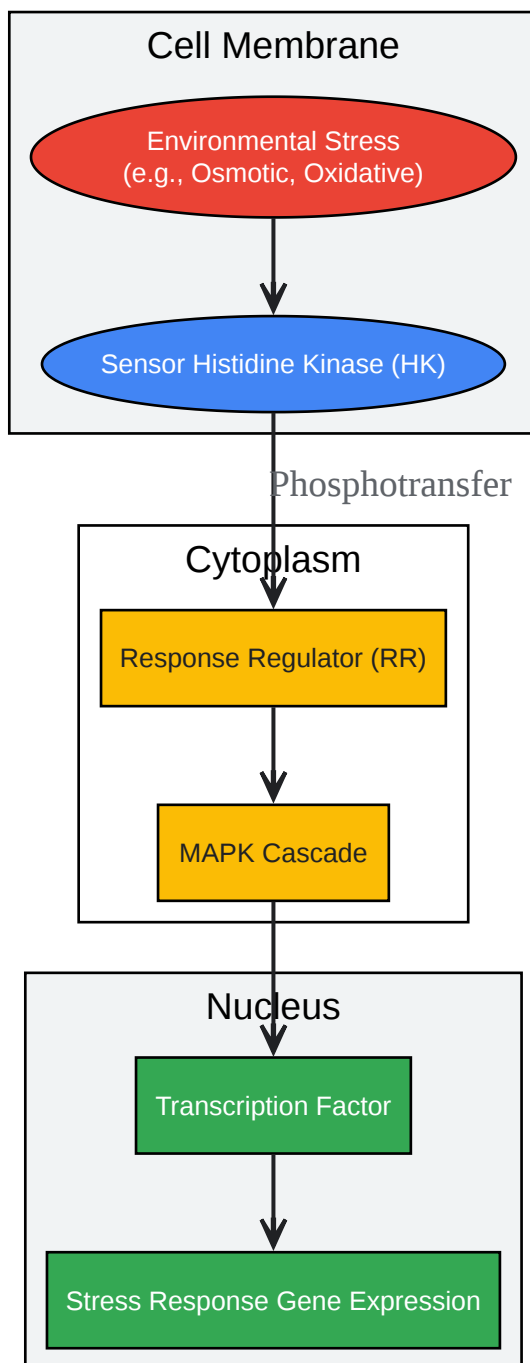 Cell Membrane
Environmental Stress
(e.g., Osmotic, Oxidative)
Sensor Histidine Kinase (HK)
Phosphotransfer
Cytoplasm
Response Regulator (RR)
MAPK Cascade
Nucleus
Transcription Factor
Stress Response Gene Expression